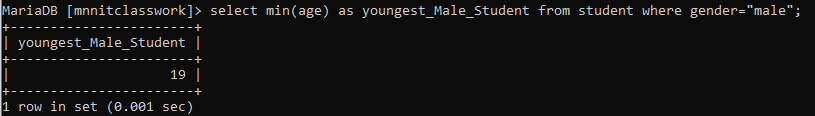 MariaDB [mnnitclasswork]> select min(age) as youngest_Male_Student from student where gender="male";
+-----------------------+
| youngest_Male_Student |
+-----------------------+
|                    19 |
+-----------------------+
1 row in set (0.001 sec)